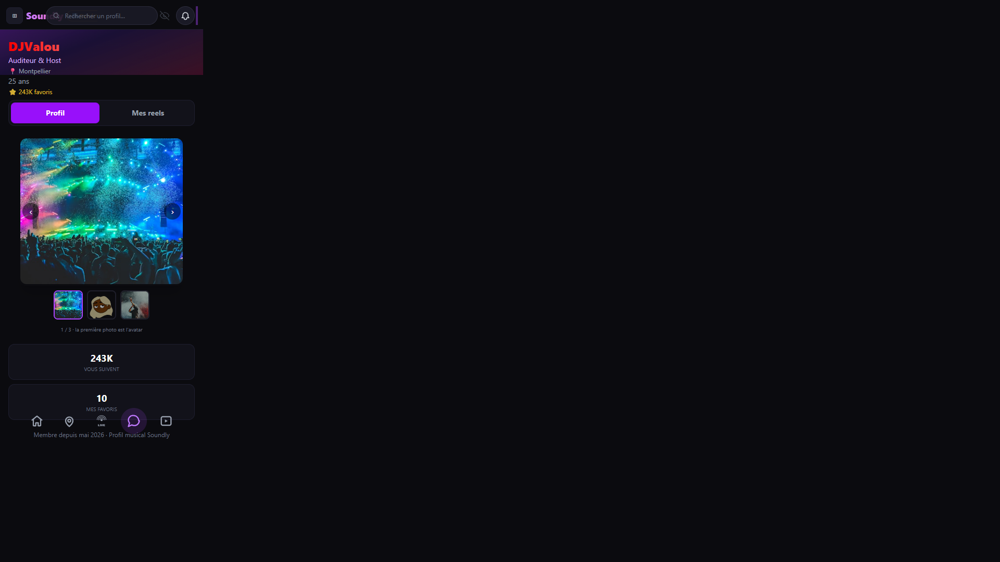 Soun
Rechercher un profil...
DJValou
Auditeur & Host
Montpellier
25 ans
243K favoris
Profil
Mes reels
1 / 3 · la première photo est l'avatar
243K
VOUS SUIVENT
10
MES FAVORIS
LIVE
Membre depuis mai 2026 · Profil musical Soundly